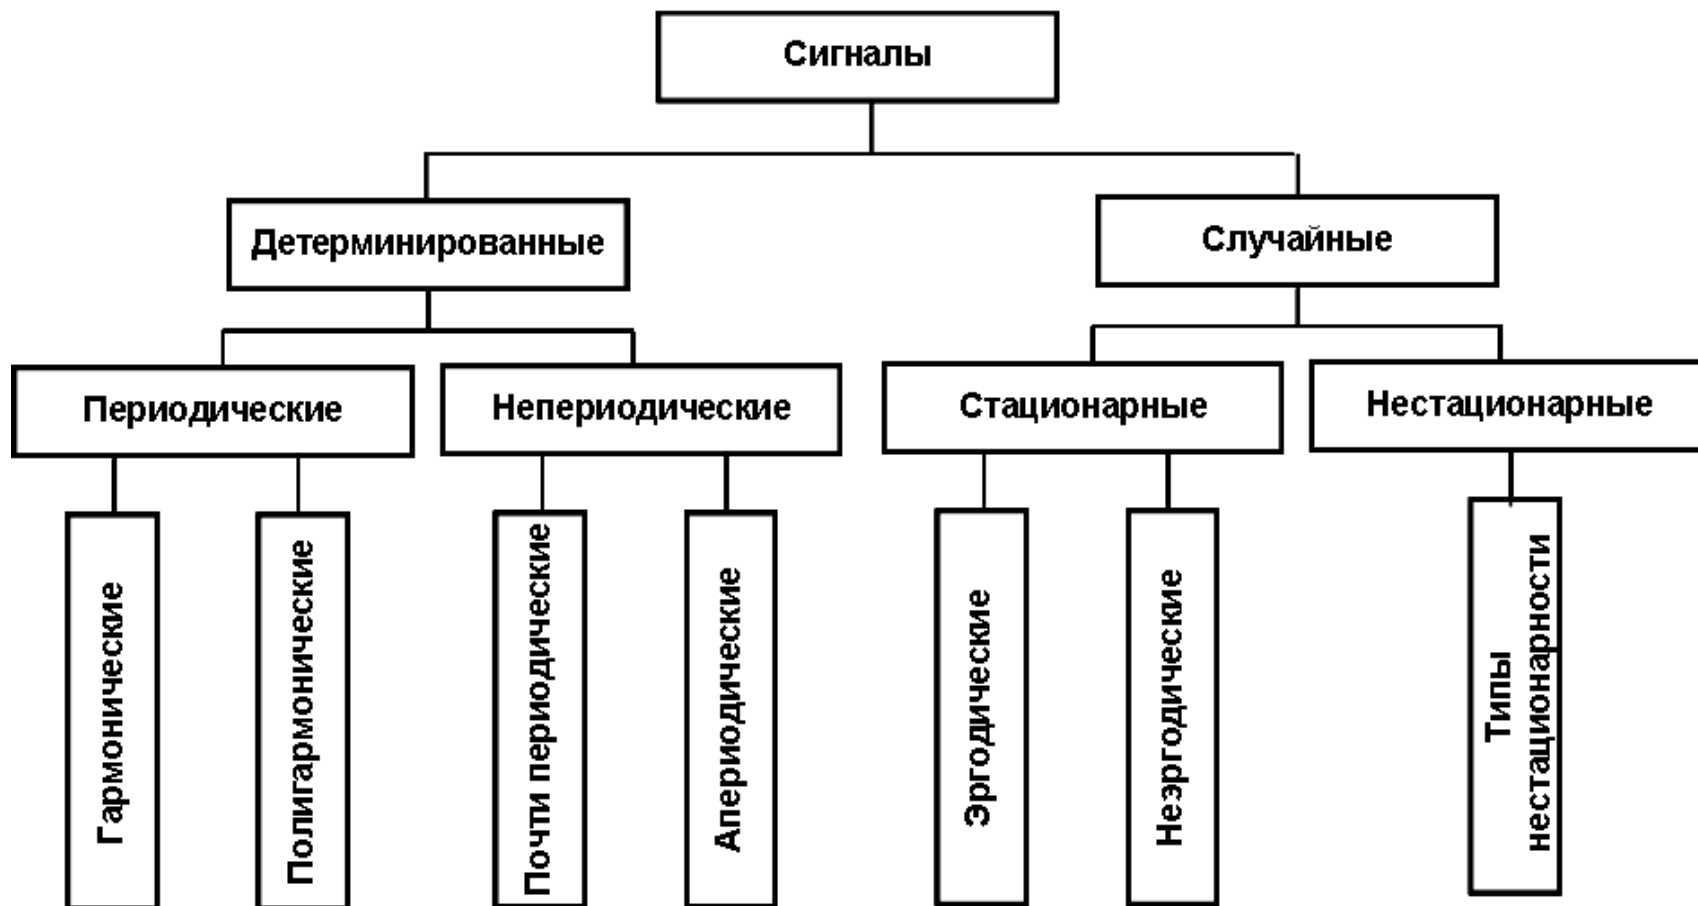 Сигналы
Детерминированные
Случайные
Периодические
Непериодические
Стационарные
Нестационарные
Гармонические
Полигармонические
Почти периодические
Апериодические
Эргодические
Неэргодические
Типы
нестационарности